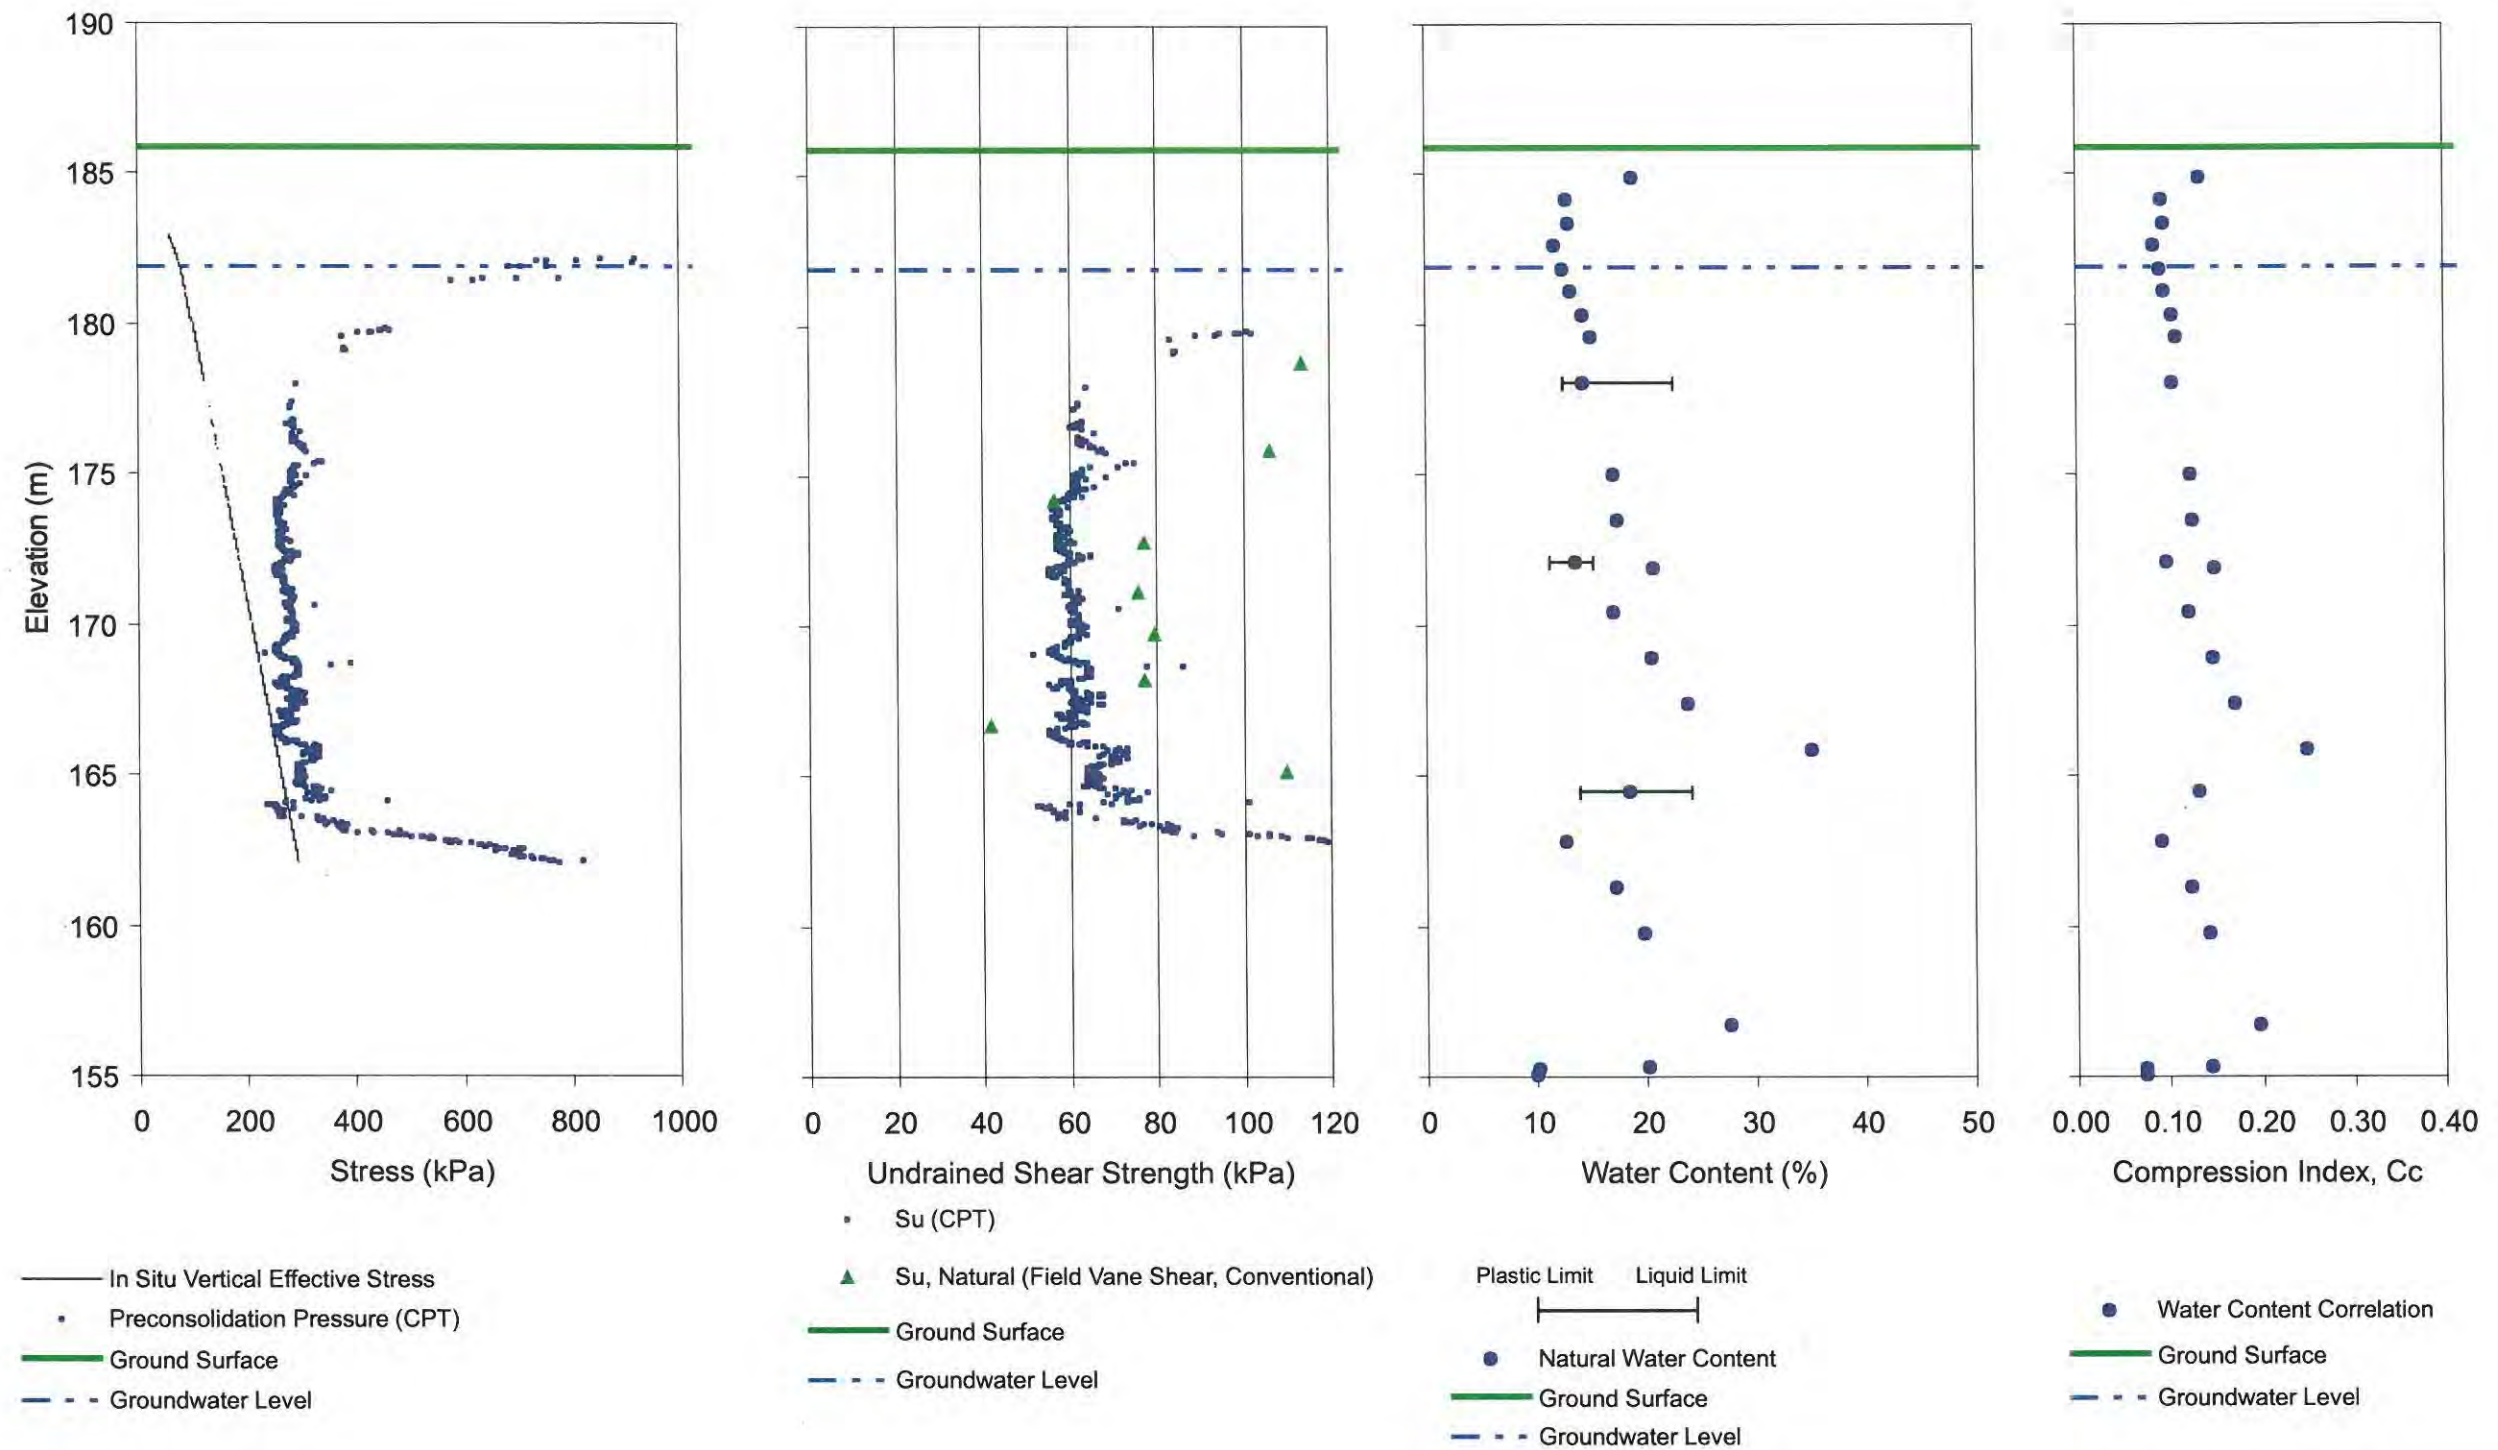 190
185
180
175
170
165
160
155
Elevation (m)
0 200 400 600 800 1000
Stress (kPa)
In Situ Vertical Effective Stress
Preconsolidation Pressure (CPT)
Ground Surface
Groundwater Level
0 20 40 60 80 100 120
Undrained Shear Strength (kPa)
Su (CPT)
Su, Natural (Field Vane Shear, Conventional)
Ground Surface
Groundwater Level
0 10 20 30 40 50
Water Content (%)
Plastic Limit Liquid Limit
Natural Water Content
Ground Surface
Groundwater Level
0.00 0.10 0.20 0.30 0.40
Compression Index, Cc
Water Content Correlation
Ground Surface
Groundwater Level